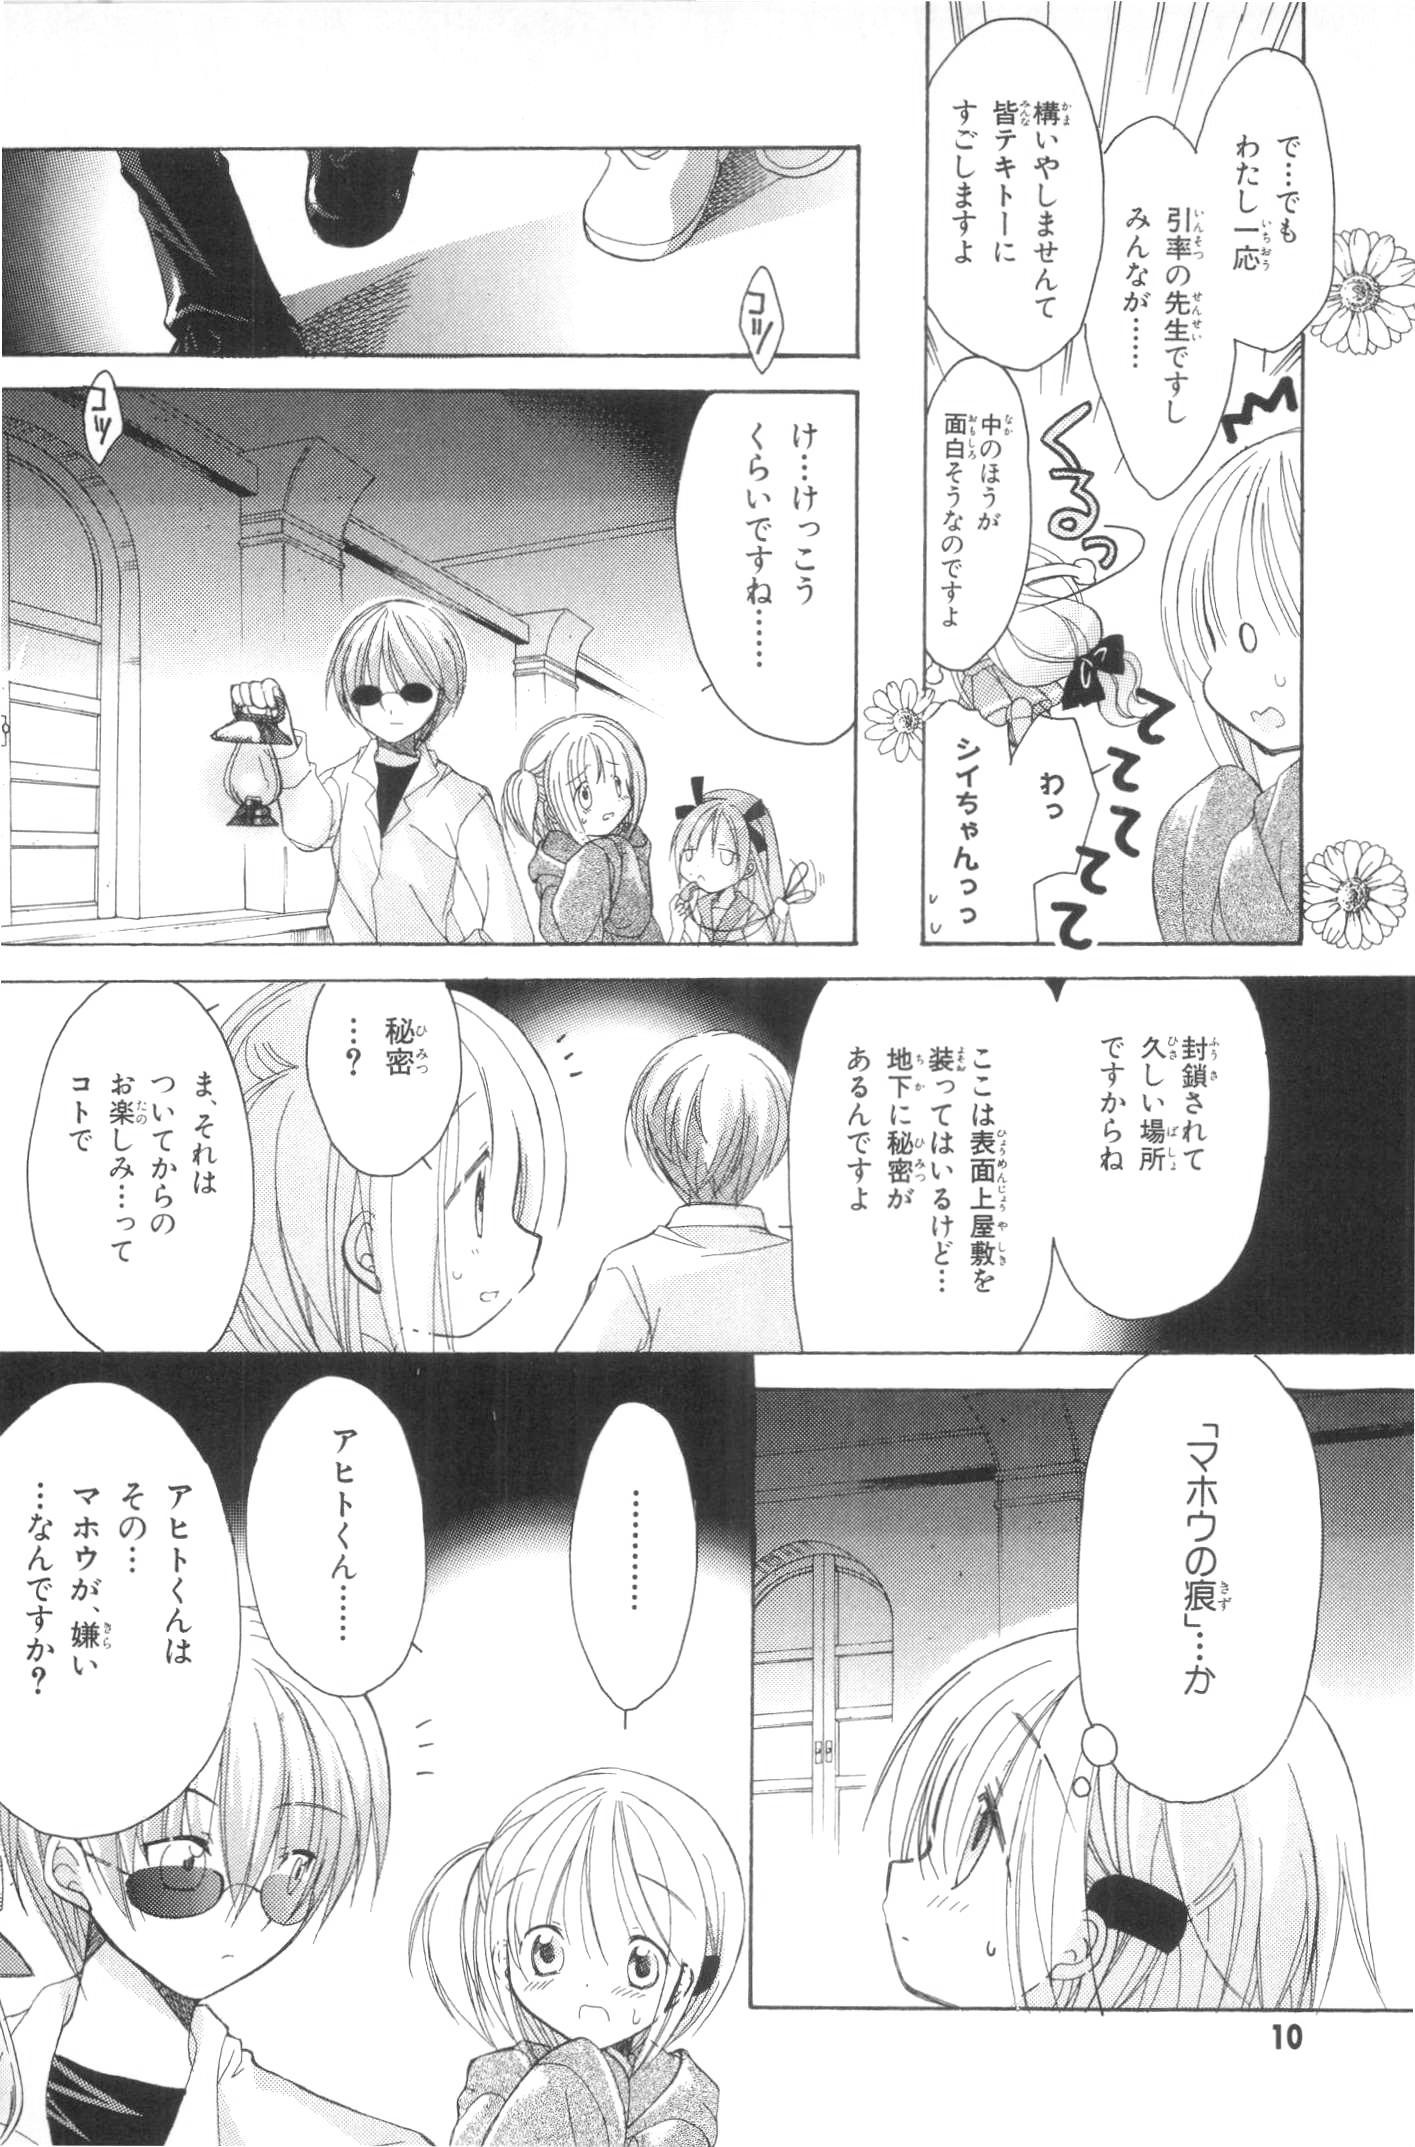 で…でも
わたし一応
引率の先生ですし
みんなが……
構いやしませんて
皆テキトーに
すごしますよ
中のほうが
面白そうなのですよ
くるっ
わっ
シイちゃんっっ
ててててて
コツ
コツ
け…けっこう
くらいですね……
封鎖されて
久しい場所
ですからね
ここは表面上屋敷を
装ってはいるけど…
地下に秘密が
あるんですよ
秘密
…?
ま、それは
ついてからの
お楽しみ…って
コトで
「マホウの痕」…か
…………
アヒトくん……
アヒトくんは
その…
マホウが、嫌い
…なんですか?
10